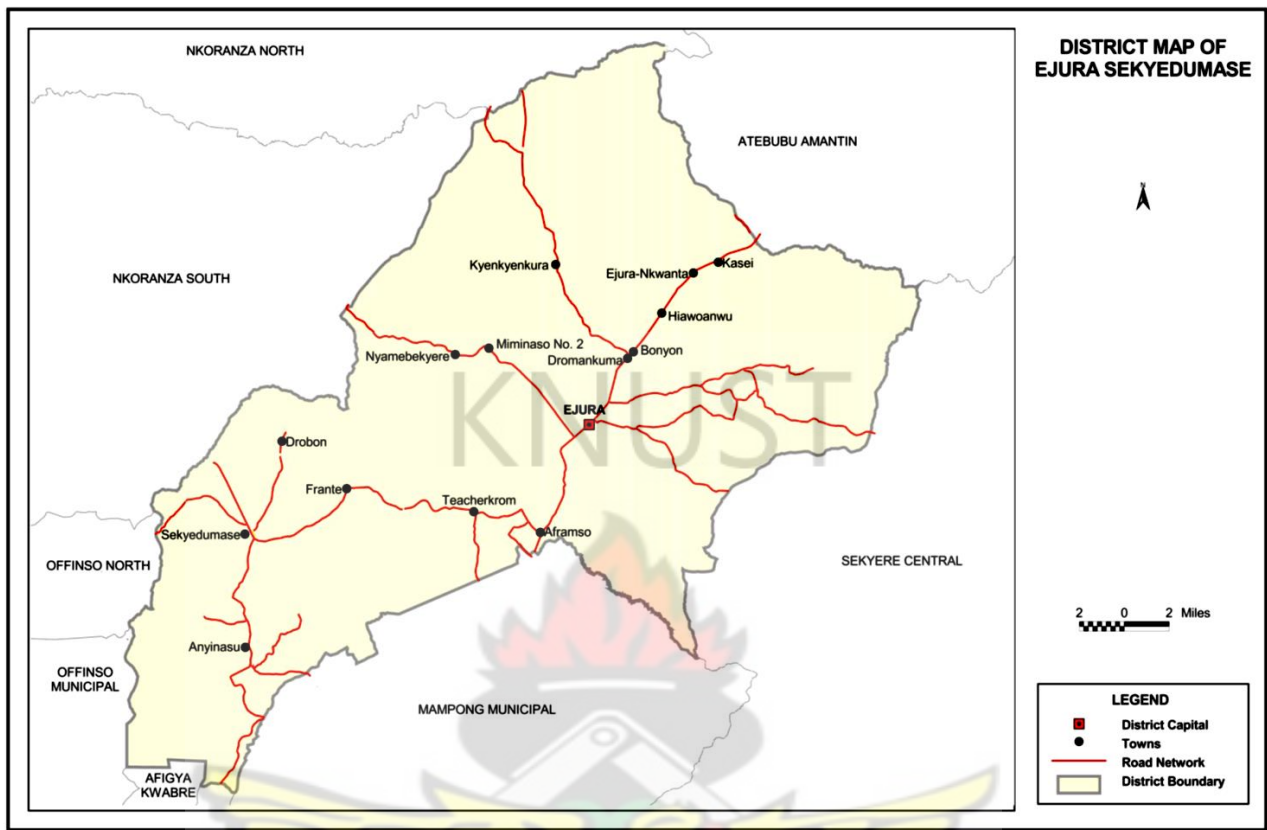 DISTRICT MAP OF
EJURA SEKYEDUMASE
NKORANZA NORTH
ATEBUBU AMANTIN
N
NKORANZA SOUTH
Kyenkyenkura
Kasei
Ejura-Nkwanta
Hiawoanwu
Miminaso No. 2
Bonyon
Nyamebekyere
Dromankuma
KNUST
EJURA
Drobon
Frante
Teacherkrom
Sekyedumase
Aframso
OFFINSO NORTH
SEKYERE CENTRAL
2 0 2 Miles
Anyinasu
OFFINSO
MUNICIPAL
MAMPONG MUNICIPAL
AFIGYA
KWABRE
LEGEND
District Capital
Towns
Road Network
District Boundary